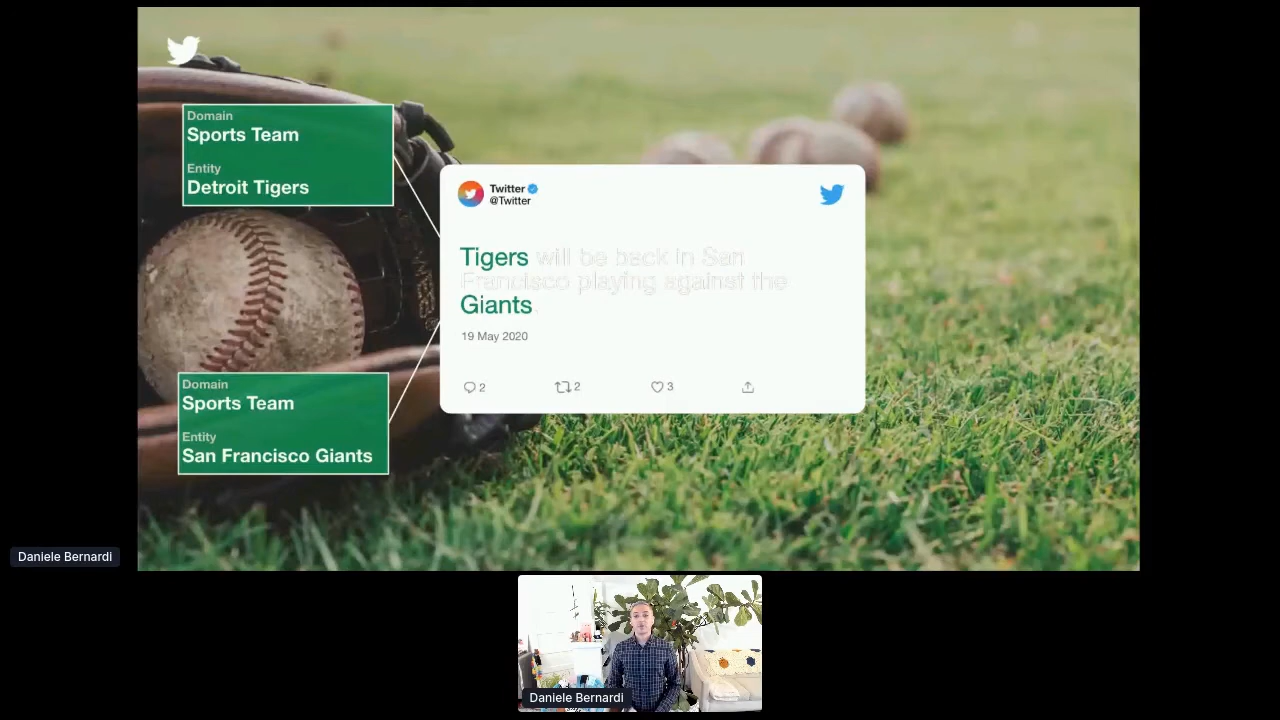 Domain
Sports Team
Entity
Detroit Tigers
Twitter
@Twitter
Tigers will be back in San
Francisco playing against the
Giants.
19 May 2020
2
2
3
Domain
Sports Team
Entity
San Francisco Giants
Daniele Bernardi
Daniele Bernardi